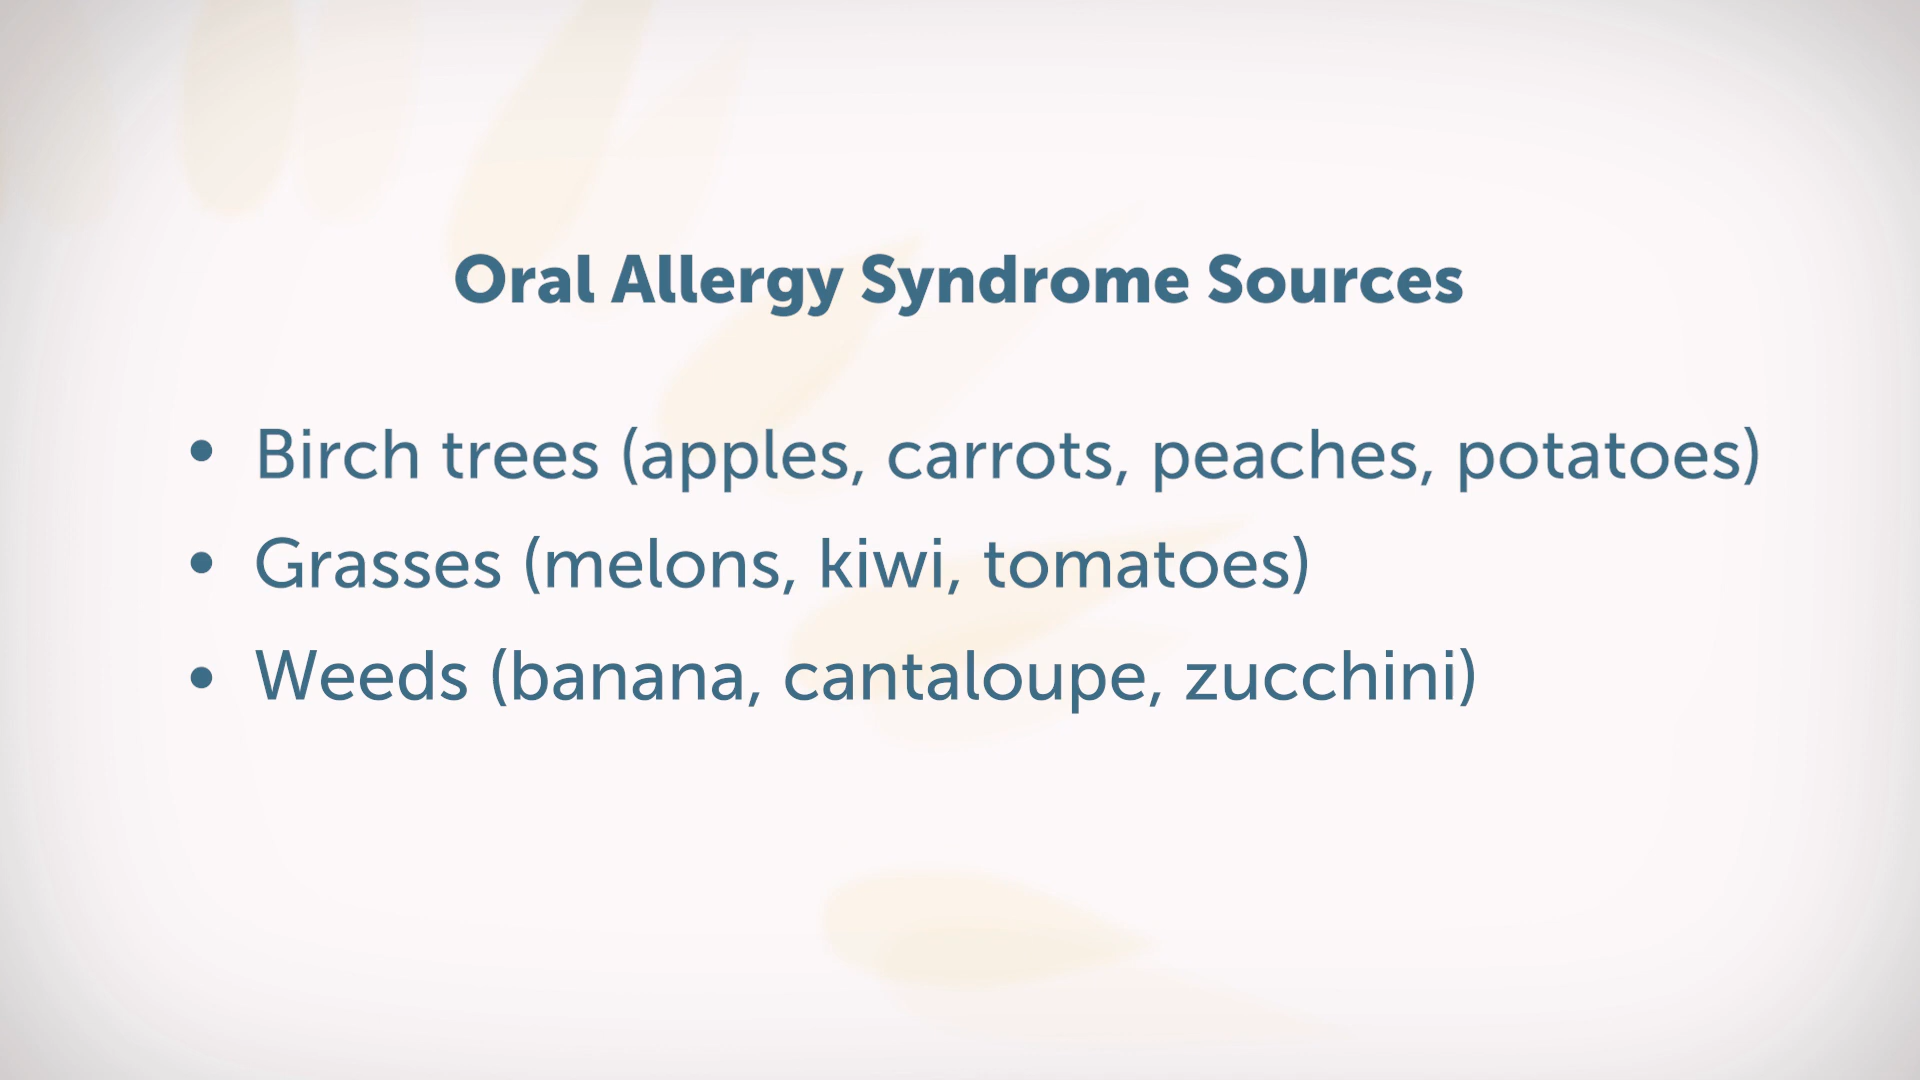 Oral Allergy Syndrome Sources
• Birch trees (apples, carrots, peaches, potatoes)
• Grasses (melons, kiwi, tomatoes)
• Weeds (banana, cantaloupe, zucchini)